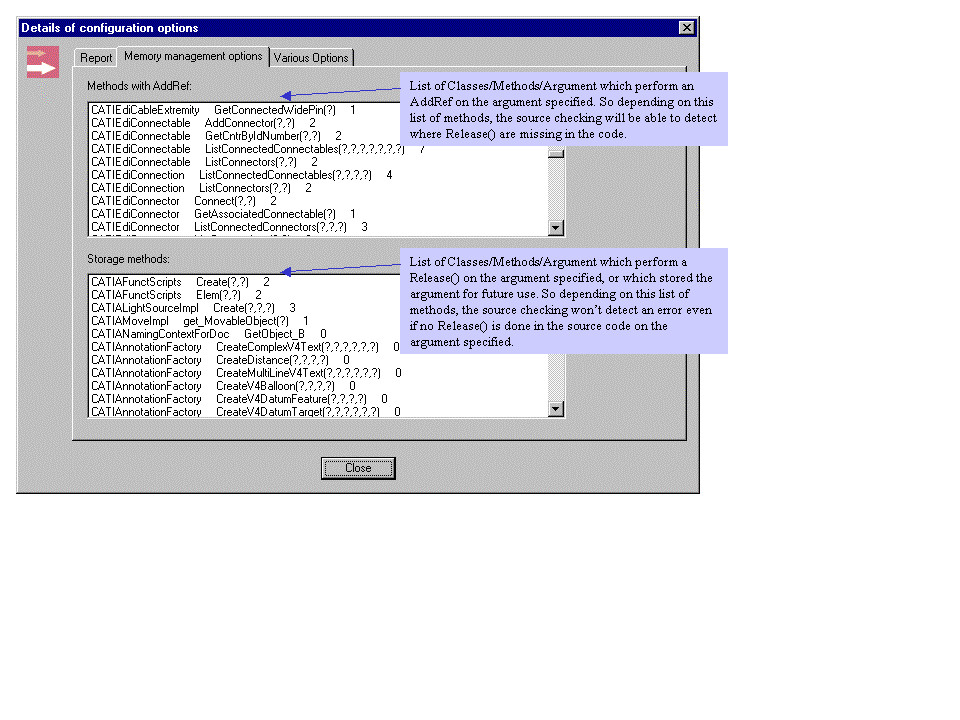 Details of configuration options
Report Memory management options Various Options
Methods with AddRef:
CATIEdiCableExtremity GetConnectedWidePin(?) 1
CATIEdiConnectable AddConnector(?,?) 2
CATIEdiConnectable GetCntrByIdNumber(?,?) 2
CATIEdiConnectable ListConnectedConnectables(?,?,?,?,?,?,?) 7
CATIEdiConnectable ListConnectors(?,?) 2
CATIEdiConnection ListConnectedConnectables(?,?,?,?) 4
CATIEdiConnection ListConnectors(?,?) 2
CATIEdiConnector Connect(?,?) 2
CATIEdiConnector GetAssociatedConnectable(?) 1
CATIEdiConnector ListConnectedConnectors(?,?,?) 3
List of Classes/Methods/Argument which perform an
AddRef on the argument specified. So depending on this
list of methods, the source checking will be able to detect
where Release() are missing in the code.
Storage methods:
CATIAFunctScripts Create(?,?) 2
CATIAFunctScripts Elem(?,?) 2
CATIALightSourceImpl Create(?,?,?) 3
CATIAMoveImpl get_MovableObject(?) 1
CATIANamingContextForDoc GetObject_B 0
CATIAnnotationFactory CreateComplexV4Text(?,?,?,?,?,?) 0
CATIAnnotationFactory CreateDistance(?,?,?,?) 0
CATIAnnotationFactory CreateMultiLineV4Text(?,?,?,?,?,?) 0
CATIAnnotationFactory CreateV4Balloon(?,?,?,?) 0
CATIAnnotationFactory CreateV4DatumFeature(?,?,?,?) 0
CATIAnnotationFactory CreateV4DatumTarget(?,?,?,?,?,?) 0
List of Classes/Methods/Argument which perform a
Release() on the argument specified, or which stored the
argument for future use. So depending on this list of
methods, the source checking won't detect an error even
if no Release() is done in the source code on the
argument specified.
Close